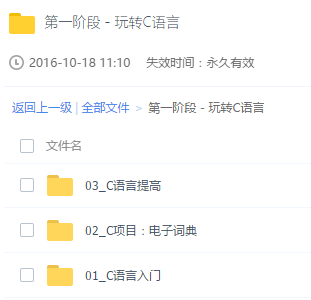 第一阶段 - 玩转C语言
2016-10-18 11:10 失效时间：永久有效
返回上一级 | 全部文件 > 第一阶段 - 玩转C语言
文件名
03_C语言提高
02_C项目：电子词典
01_C语言入门